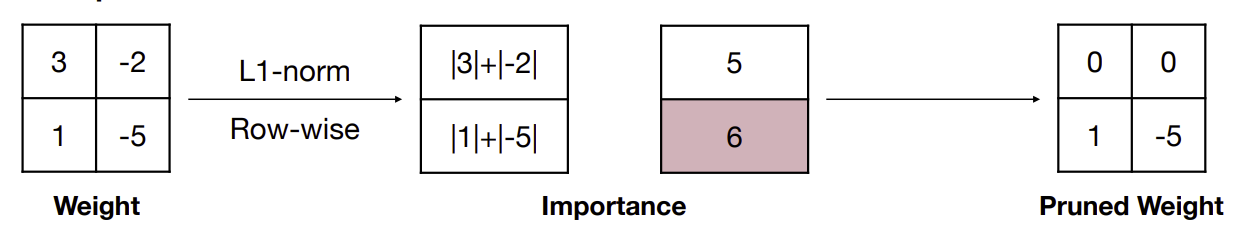 3 -2
1 -5
Weight
L1-norm
Row-wise
|3|+|-2|
|1|+|-5|
5
6
Importance
0 0
1 -5
Pruned Weight